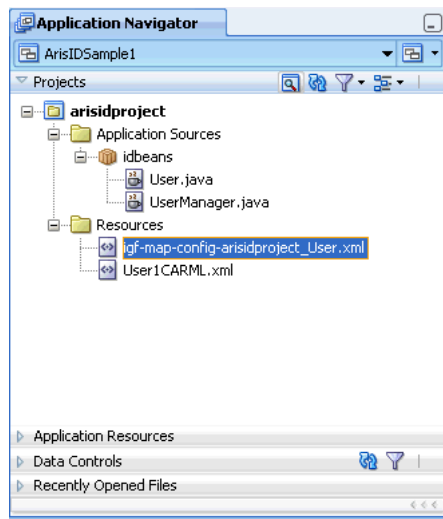 Application Navigator
ArisIDSample1
Projects
arisidproject
Application Sources
idbeans
User.java
UserManager.java
Resources
igf-map-config-arisidproject_User.xml
User1CARML.xml
Application Resources
Data Controls
Recently Opened Files